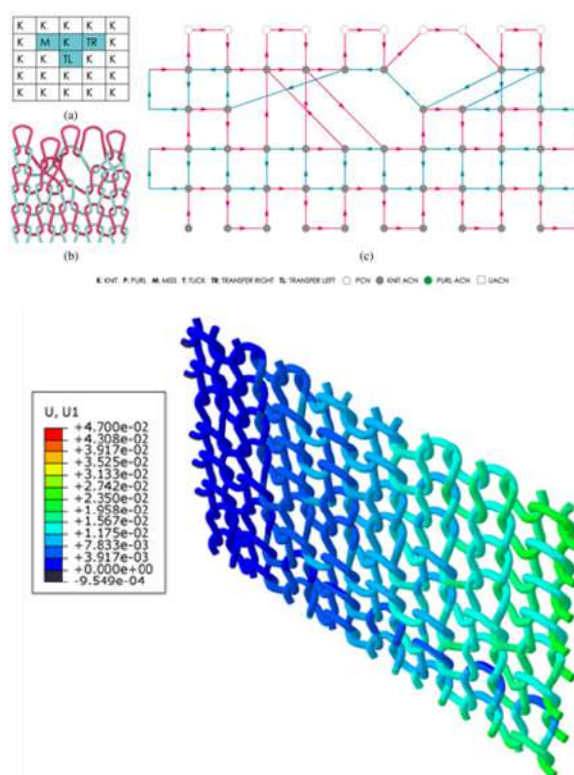 K K K K K
K M K TR K
K K TL K K
K K K K K
(a)
(b)
(c)
K: KNIT P: PURL M: MISS T: TUCK TR: TRANSFER RIGHT TL: TRANSFER LEFT PCN KNIT ACN PURL ACN UACN
U, U1
+4.700e-02
+4.308e-02
+3.917e-02
+3.525e-02
+3.133e-02
+2.742e-02
+2.350e-02
+1.958e-02
+1.567e-02
+1.175e-02
+7.833e-03
+3.917e-03
+0.000e+00
-9.549e-04